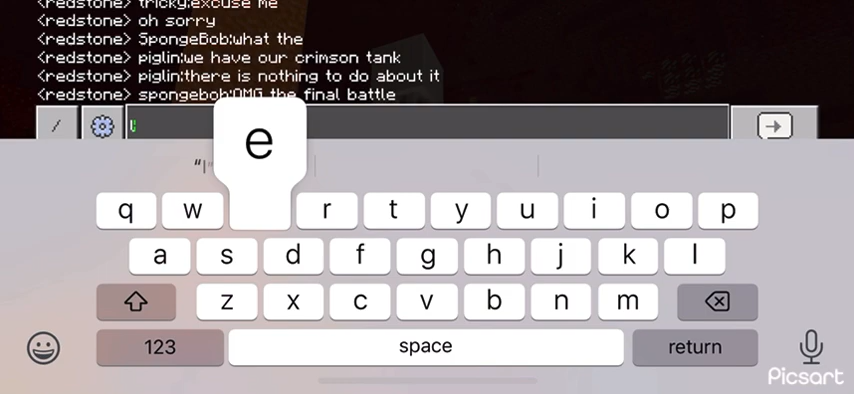 <redstone> tricky:excuse me
<redstone> oh sorry
<redstone> SpongeBob:what the
<redstone> piglin:we have our crimson tank
<redstone> piglin:there is nothing to do about it
<redstone> spongebob:OMG the final battle
/
e
q w r t y u i o p
a s d f g h j k l
z x c v b n m
123 space return
Picsart